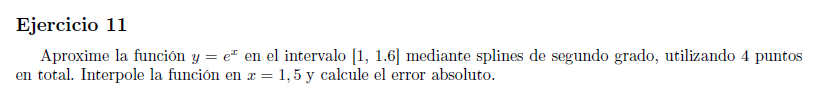 Ejercicio 11
Aproxime la función y = e^x en el intervalo [1, 1.6] mediante splines de segundo grado, utilizando 4 puntos
en total. Interpole la función en x = 1,5 y calcule el error absoluto.